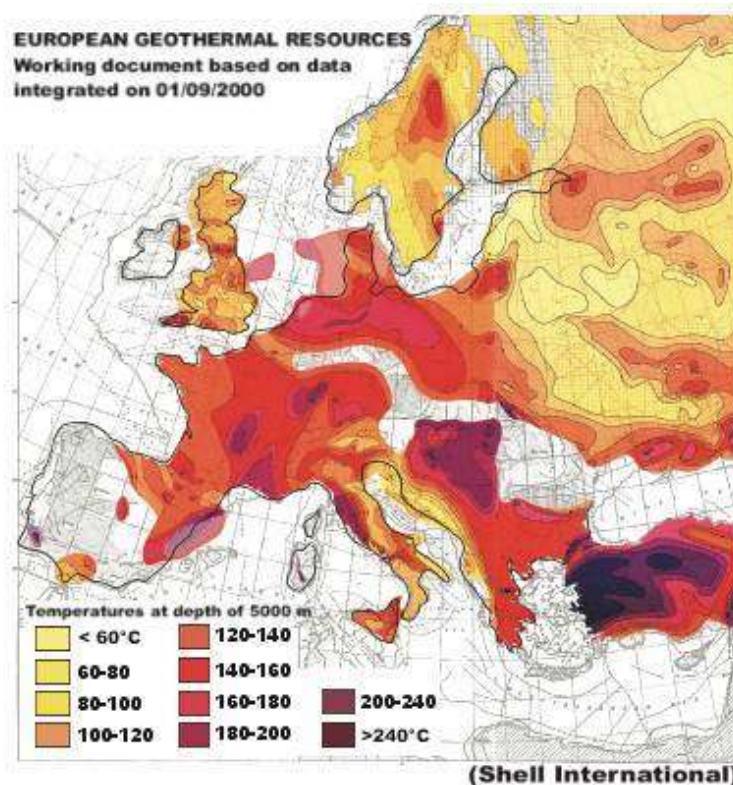 EUROPEAN GEOTHERMAL RESOURCES
Working document based on data
integrated on 01/09/2000
Temperatures at depth of 5000 m
< 60°C
60-80
80-100
100-120
120-140
140-160
160-180
180-200
200-240
>240°C
(Shell International)